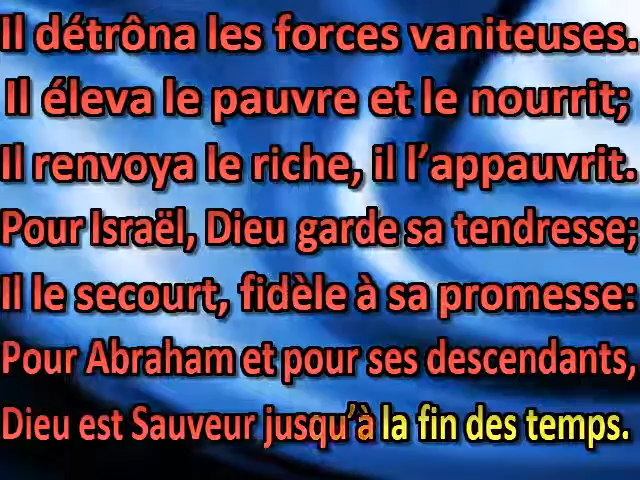 Il détrôna les forces vaniteuses.
Il éleva le pauvre et le nourrit;
Il renvoya le riche, il l’appauvrit.
Pour Israël, Dieu garde sa tendresse;
Il le secourt, fidèle à sa promesse:
Pour Abraham et pour ses descendants,
Dieu est Sauveur jusqu’à la fin des temps.